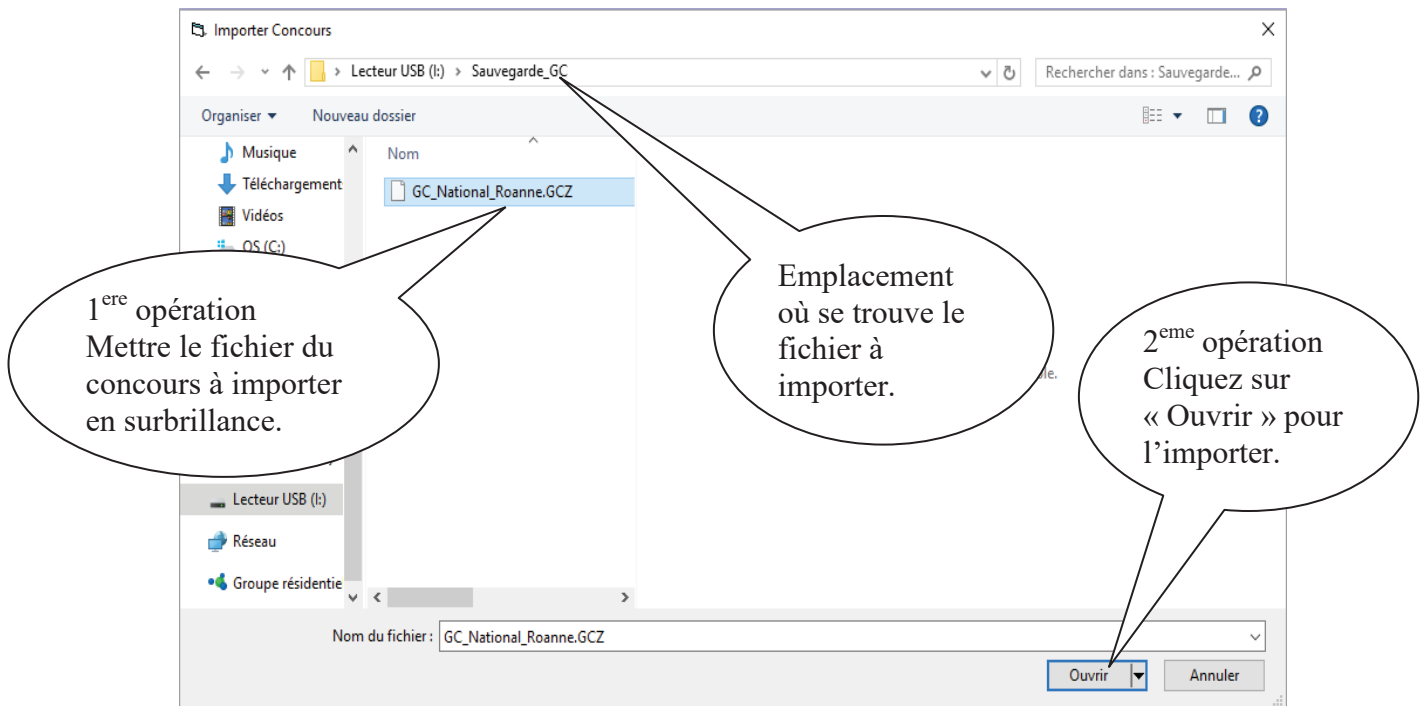 Importer Concours
Lecteur USB (I:) > Sauvegarde_GC
Rechercher dans : Sauvegarde...
Organiser
Nouveau dossier
Musique
Téléchargement
Vidéos
OS (C:)
Lecteur USB (I:)
Réseau
Groupe résidentie
Nom
GC_National_Roanne.GCZ
1ere opération
Mettre le fichier du
concours à importer
en surbrillance.
Emplacement
où se trouve le
fichier à
importer.
2eme opération
Cliquez sur
« Ouvrir » pour
l’importer.
Nom du fichier : GC_National_Roanne.GCZ
Ouvrir
Annuler